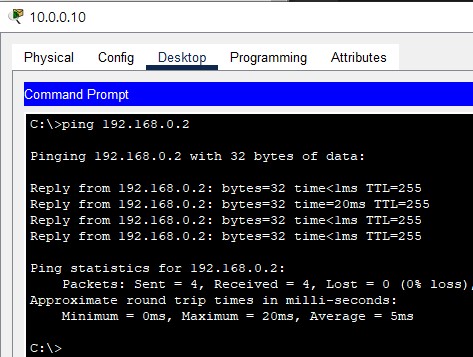 10.0.0.10
Physical Config Desktop Programming Attributes
Command Prompt
C:\>ping 192.168.0.2
Pinging 192.168.0.2 with 32 bytes of data:
Reply from 192.168.0.2: bytes=32 time<1ms TTL=255
Reply from 192.168.0.2: bytes=32 time=20ms TTL=255
Reply from 192.168.0.2: bytes=32 time<1ms TTL=255
Reply from 192.168.0.2: bytes=32 time<1ms TTL=255
Ping statistics for 192.168.0.2:
Packets: Sent = 4, Received = 4, Lost = 0 (0% loss),
Approximate round trip times in milli-seconds:
Minimum = 0ms, Maximum = 20ms, Average = 5ms
C:\>